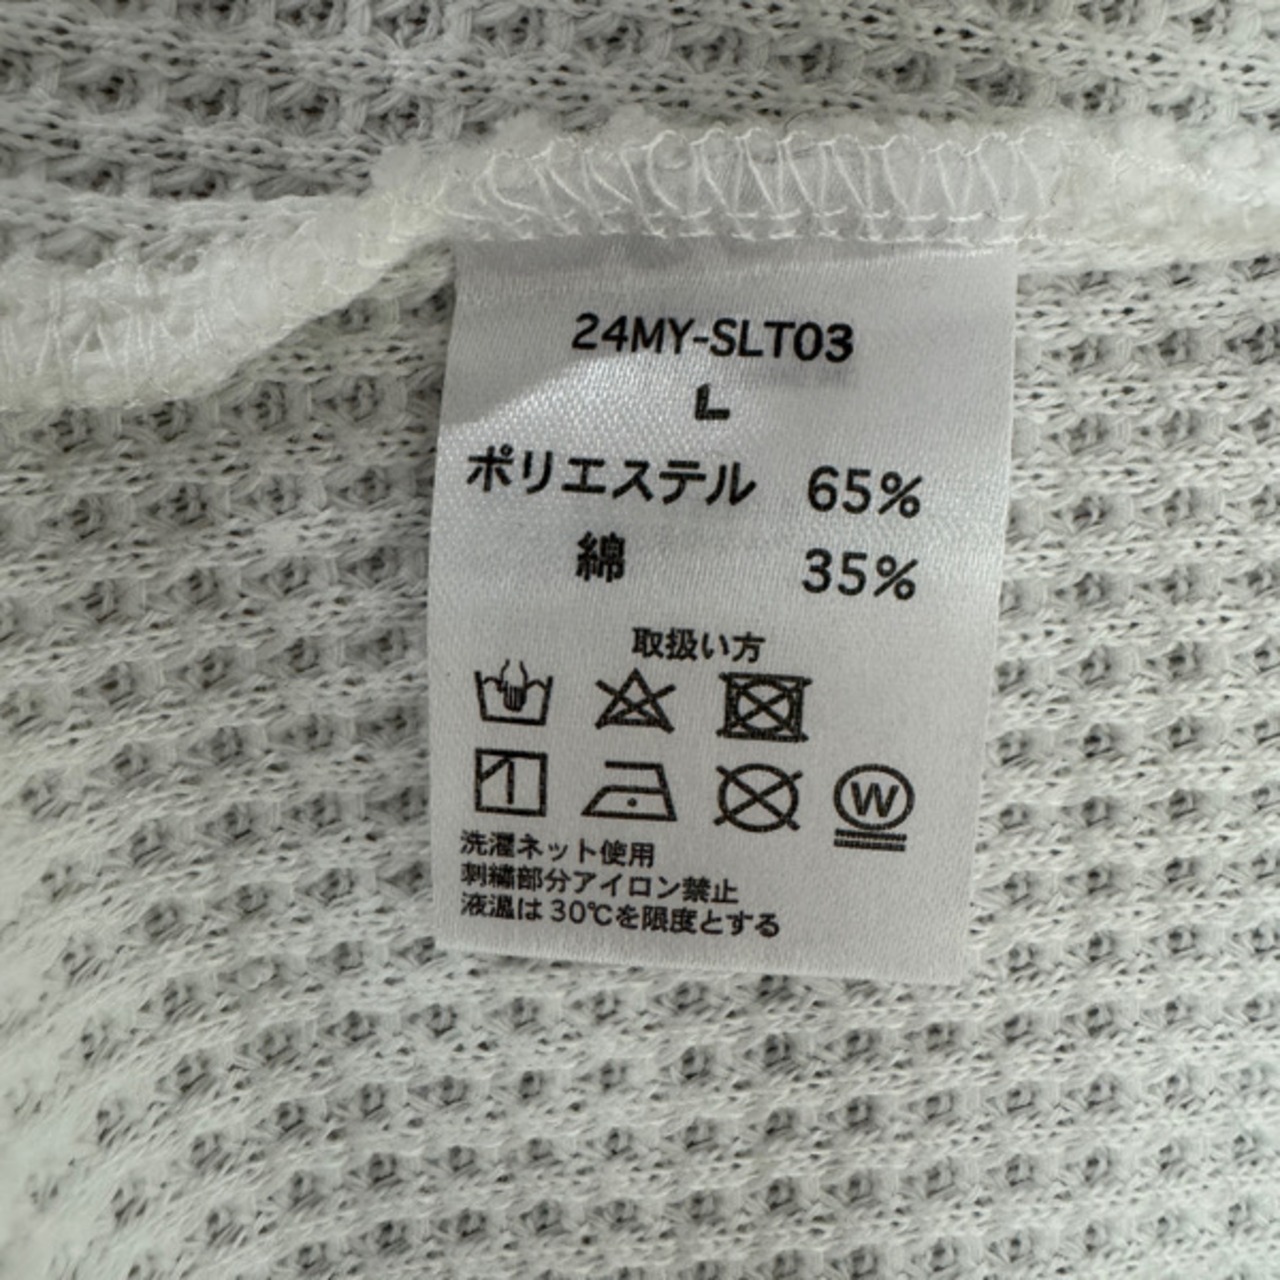 24MY-SLT03
L
ポリエステル 65%
綿 35%
取扱い方
W
洗濯ネット使用
刺繍部分アイロン禁止
液温は30℃を限度とする